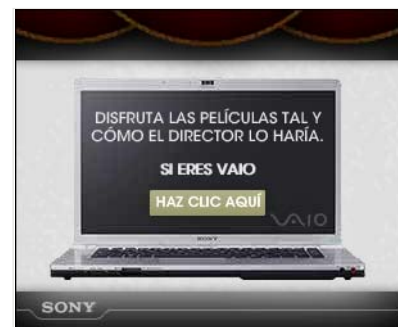 DISFRUTA LAS PELÍCULAS TAL Y
CÓMO EL DIRECTOR LO HARÍA.
SI ERES VAIO
HAZ CLIC AQUÍ
VAIO
SONY
SONY